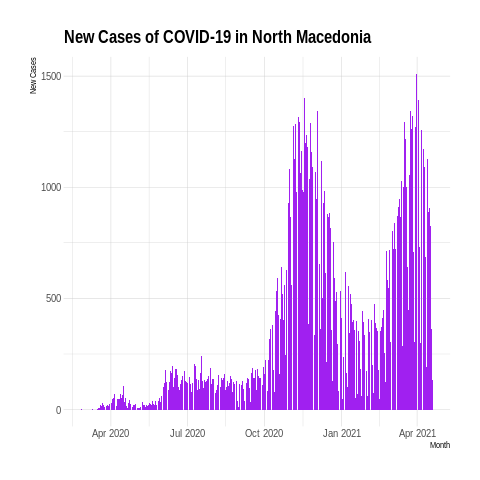 New Cases of COVID-19 in North Macedonia
New Cases
1500
1000
500
0
Apr 2020 Jul 2020 Oct 2020 Jan 2021 Apr 2021
Month